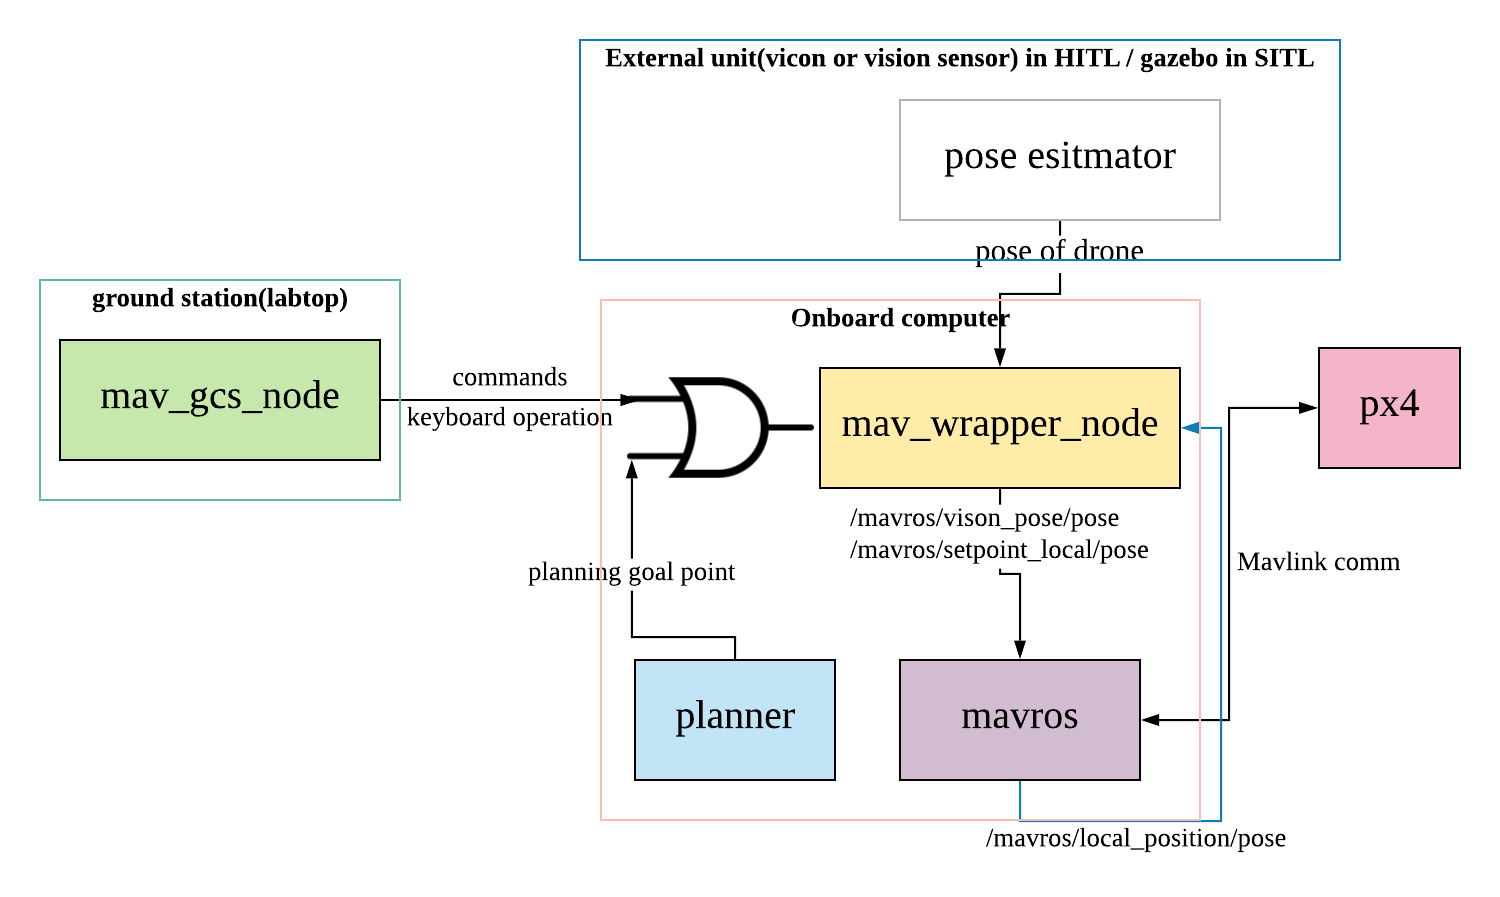 External unit(vicon or vision sensor) in HITL / gazebo in SITL
pose esitmator
pose of drone
ground station(labtop)
mav_gcs_node
commands
keyboard operation
Onboard computer
mav_wrapper_node
px4
/mavros/vison_pose/pose
/mavros/setpoint_local/pose
Mavlink comm
planning goal point
planner
mavros
/mavros/local_position/pose